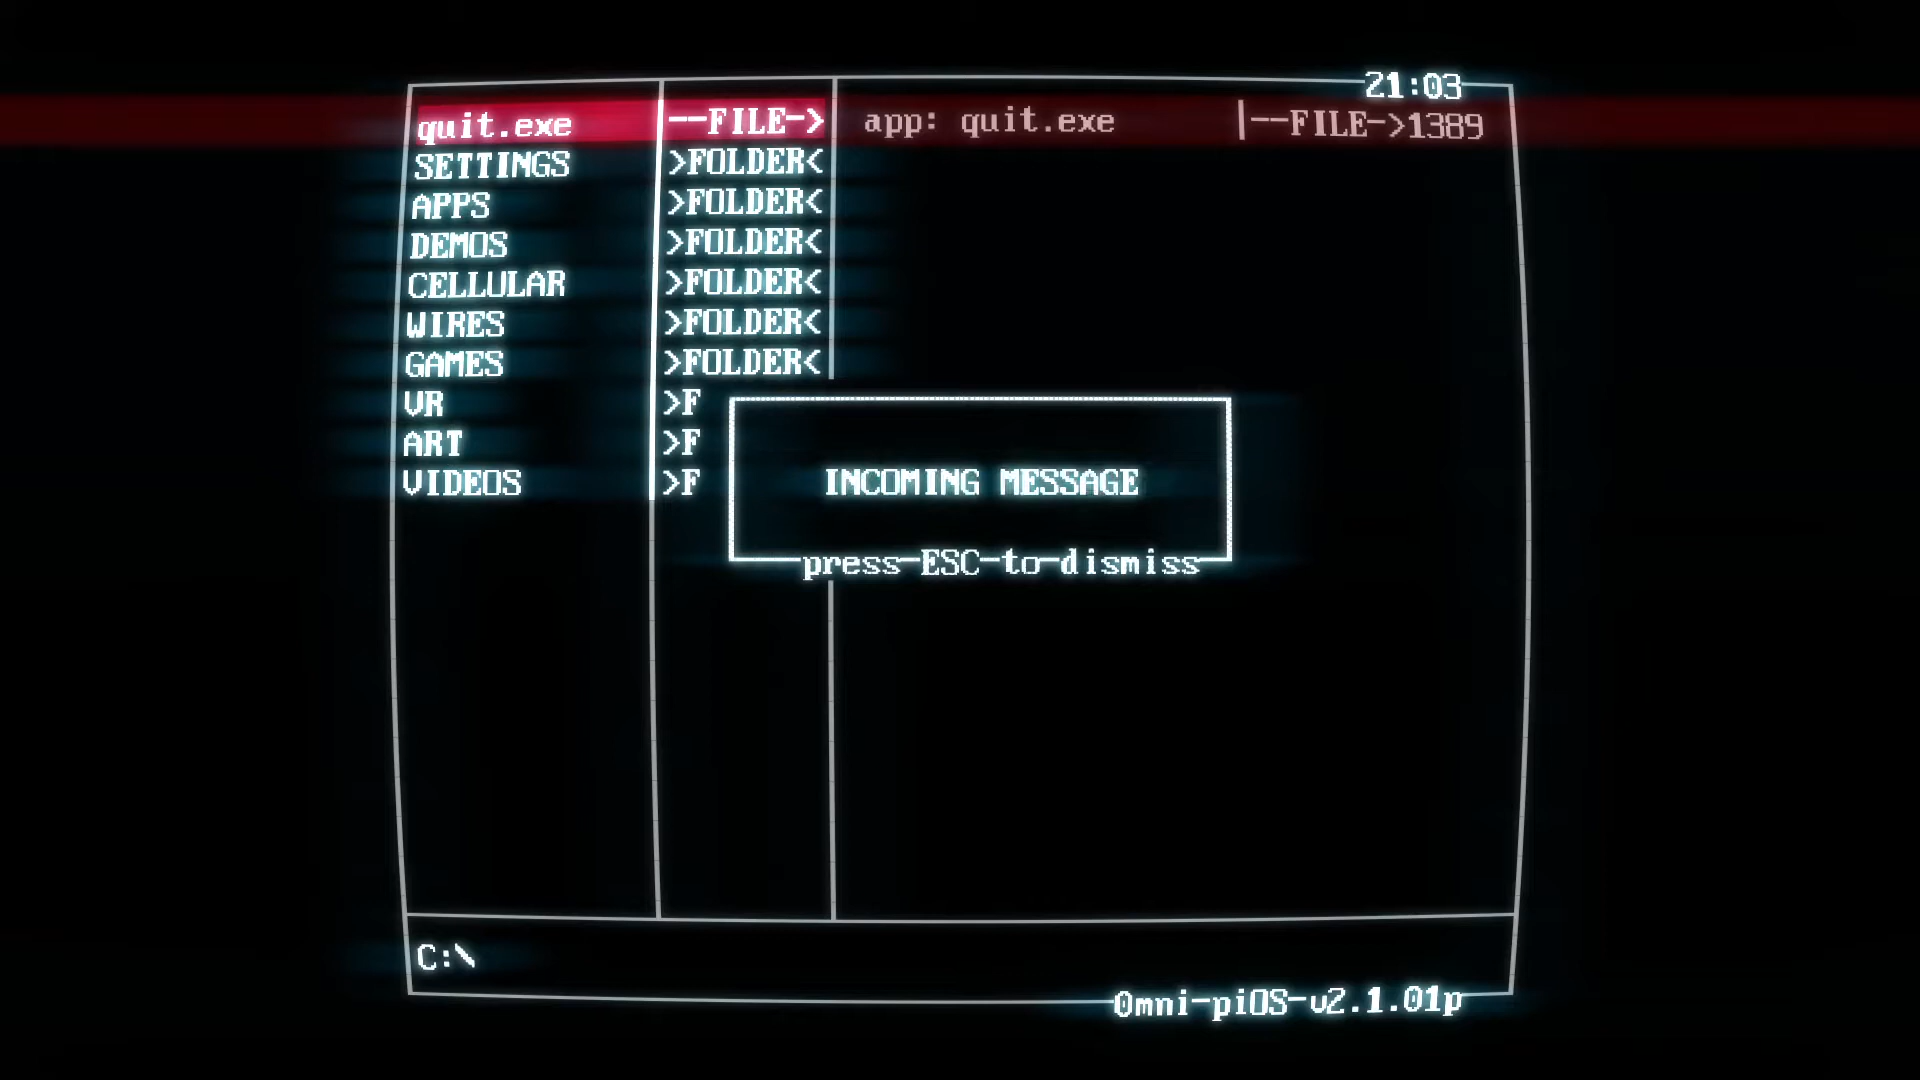 21:03
quit.exe --FILE-> app: quit.exe |--FILE->1389
SETTINGS >FOLDER<
APPS >FOLDER<
DEMOS >FOLDER<
CELLULAR >FOLDER<
WIRES >FOLDER<
GAMES >FOLDER<
VR >F
ART >F
VIDEOS >F
INCOMING MESSAGE
press-ESC-to-dismiss
C:\
Omni-piOS-v2.1.01p